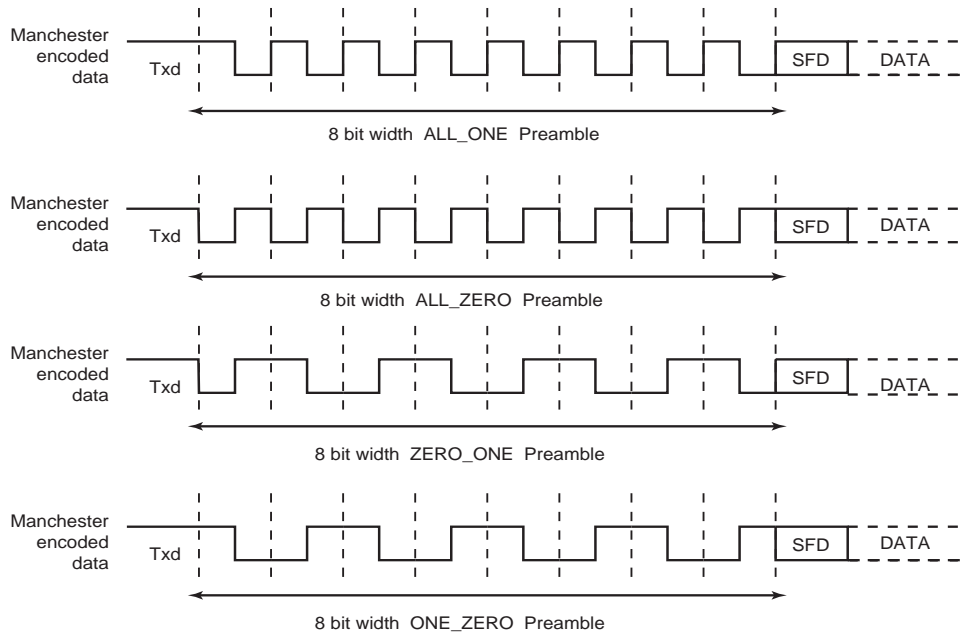 Manchester
encoded
data
Txd
SFD
DATA
8 bit width ALL_ONE Preamble
Manchester
encoded
data
Txd
SFD
DATA
8 bit width ALL_ZERO Preamble
Manchester
encoded
data
Txd
SFD
DATA
8 bit width ZERO_ONE Preamble
Manchester
encoded
data
Txd
SFD
DATA
8 bit width ONE_ZERO Preamble